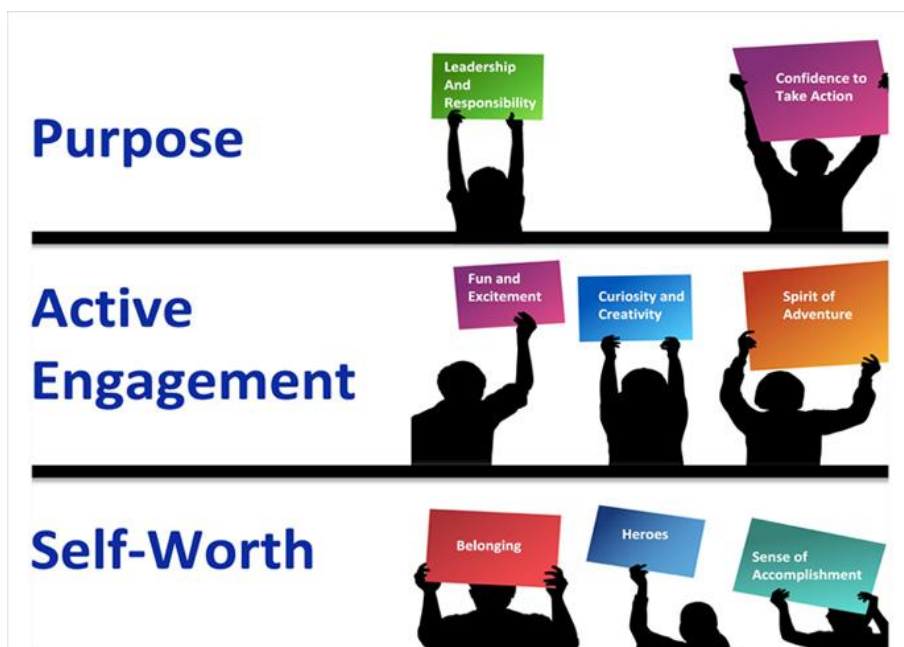 Purpose
Leadership
And
Responsibility
Confidence to
Take Action
Active
Engagement
Fun and
Excitement
Curiosity and
Creativity
Spirit of
Adventure
Self-Worth
Belonging
Heroes
Sense of
Accomplishment